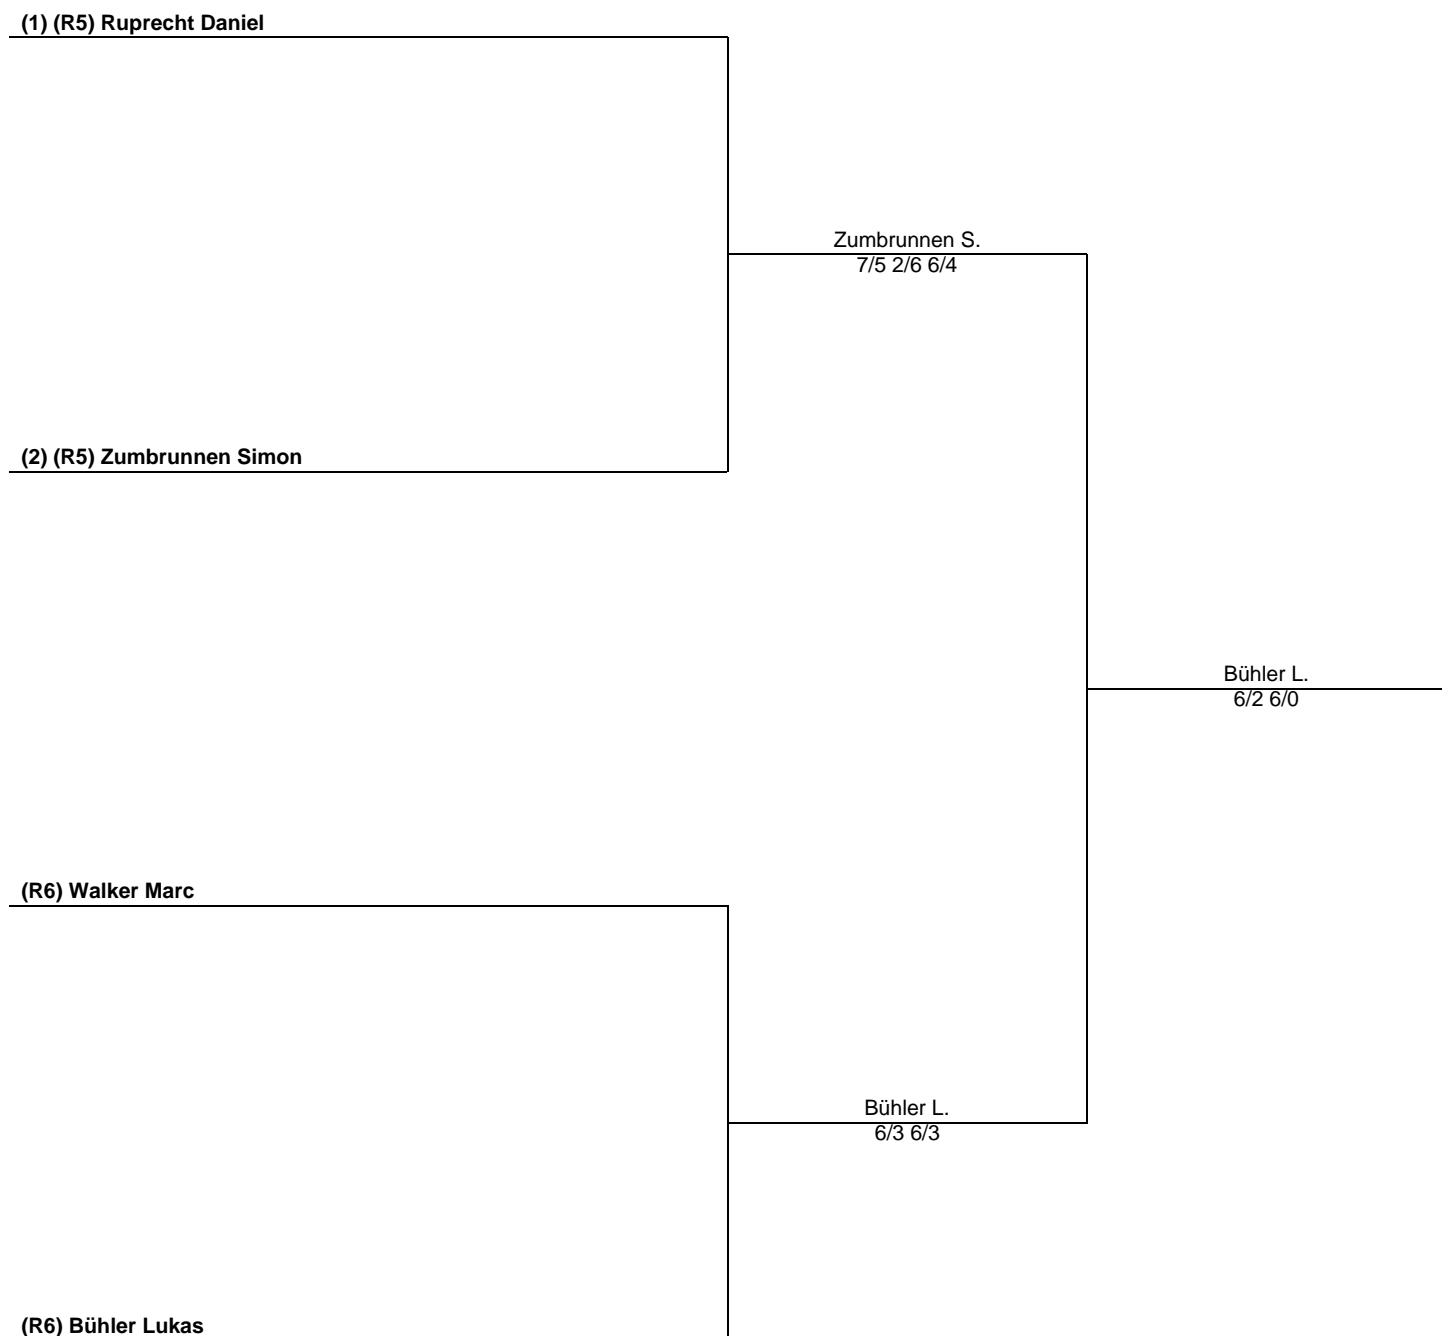 (1) (R5) Ruprecht Daniel
Zumbrunnen S.
7/5 2/6 6/4
(2) (R5) Zumbrunnen Simon
Bühler L.
6/2 6/0
(R6) Walker Marc
Bühler L.
6/3 6/3
(R6) Bühler Lukas